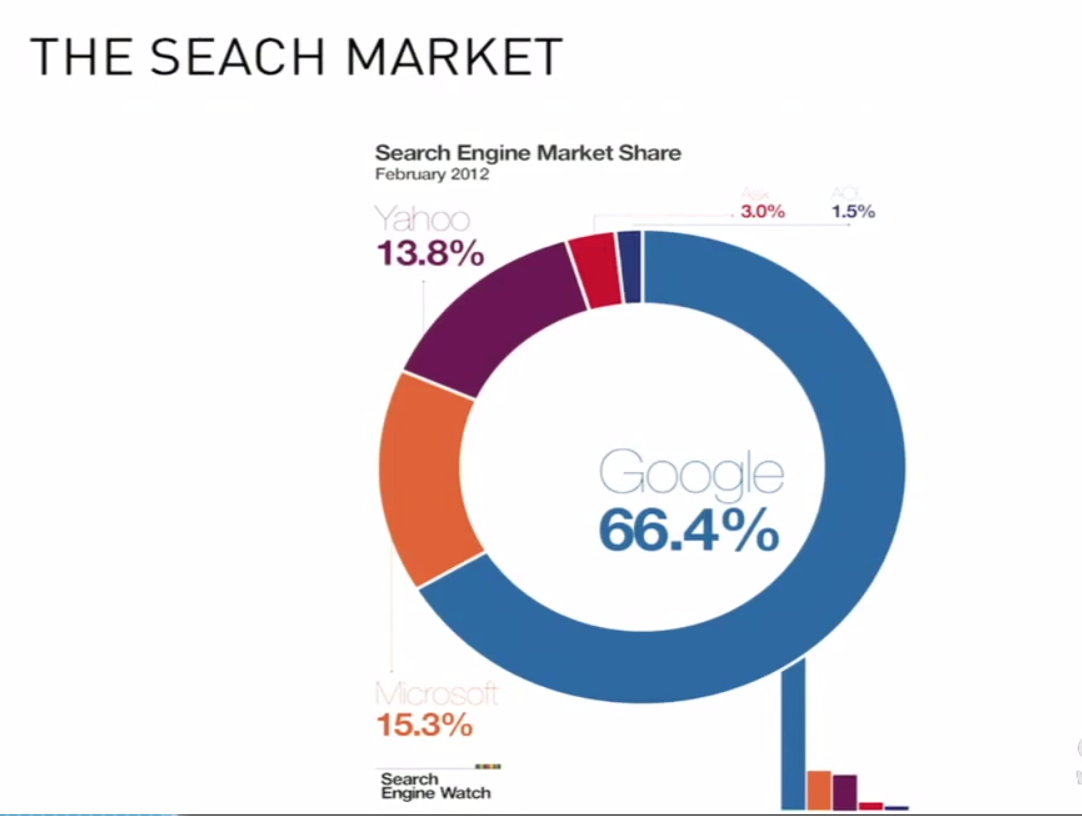 THE SEACH MARKET
Search Engine Market Share
February 2012
Yahoo
13.8%
Ask
3.0%
AOL
1.5%
Google
66.4%
Microsoft
15.3%
Search
Engine Watch